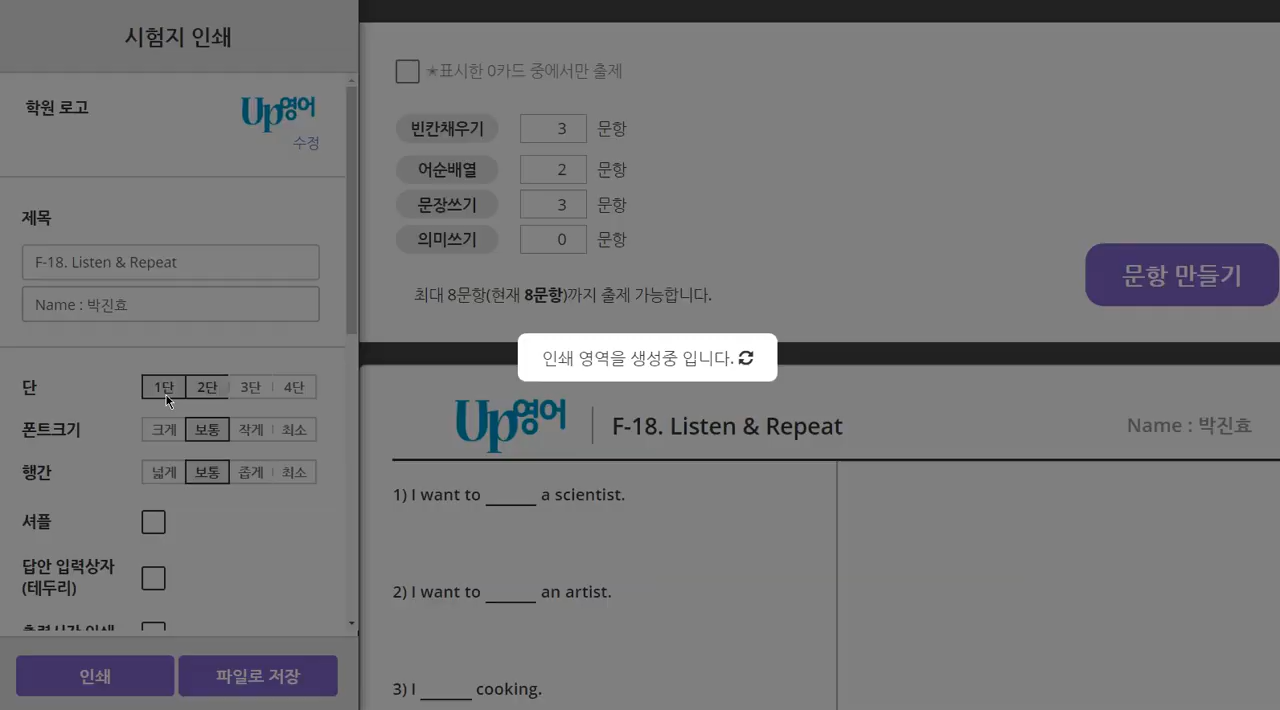 시험지 인쇄
학원 로고
Up영어
수정
제목
F-18. Listen & Repeat
Name : 박진효
단 1단 2단 3단 4단
폰트크기 크게 보통 작게 최소
행간 넓게 보통 좁게 최소
셔플
답안 입력상자
(테두리)
인쇄 파일로 저장
★표시한 0카드 중에서만 출제
빈칸채우기 3 문항
어순배열 2 문항
문장쓰기 3 문항
의미쓰기 0 문항
최대 8문항(현재 8문항)까지 출제 가능합니다.
문항 만들기
인쇄 영역을 생성중 입니다.
Up영어 F-18. Listen & Repeat Name : 박진효
1) I want to ______ a scientist.
2) I want to ______ an artist.
3) I ______ cooking.